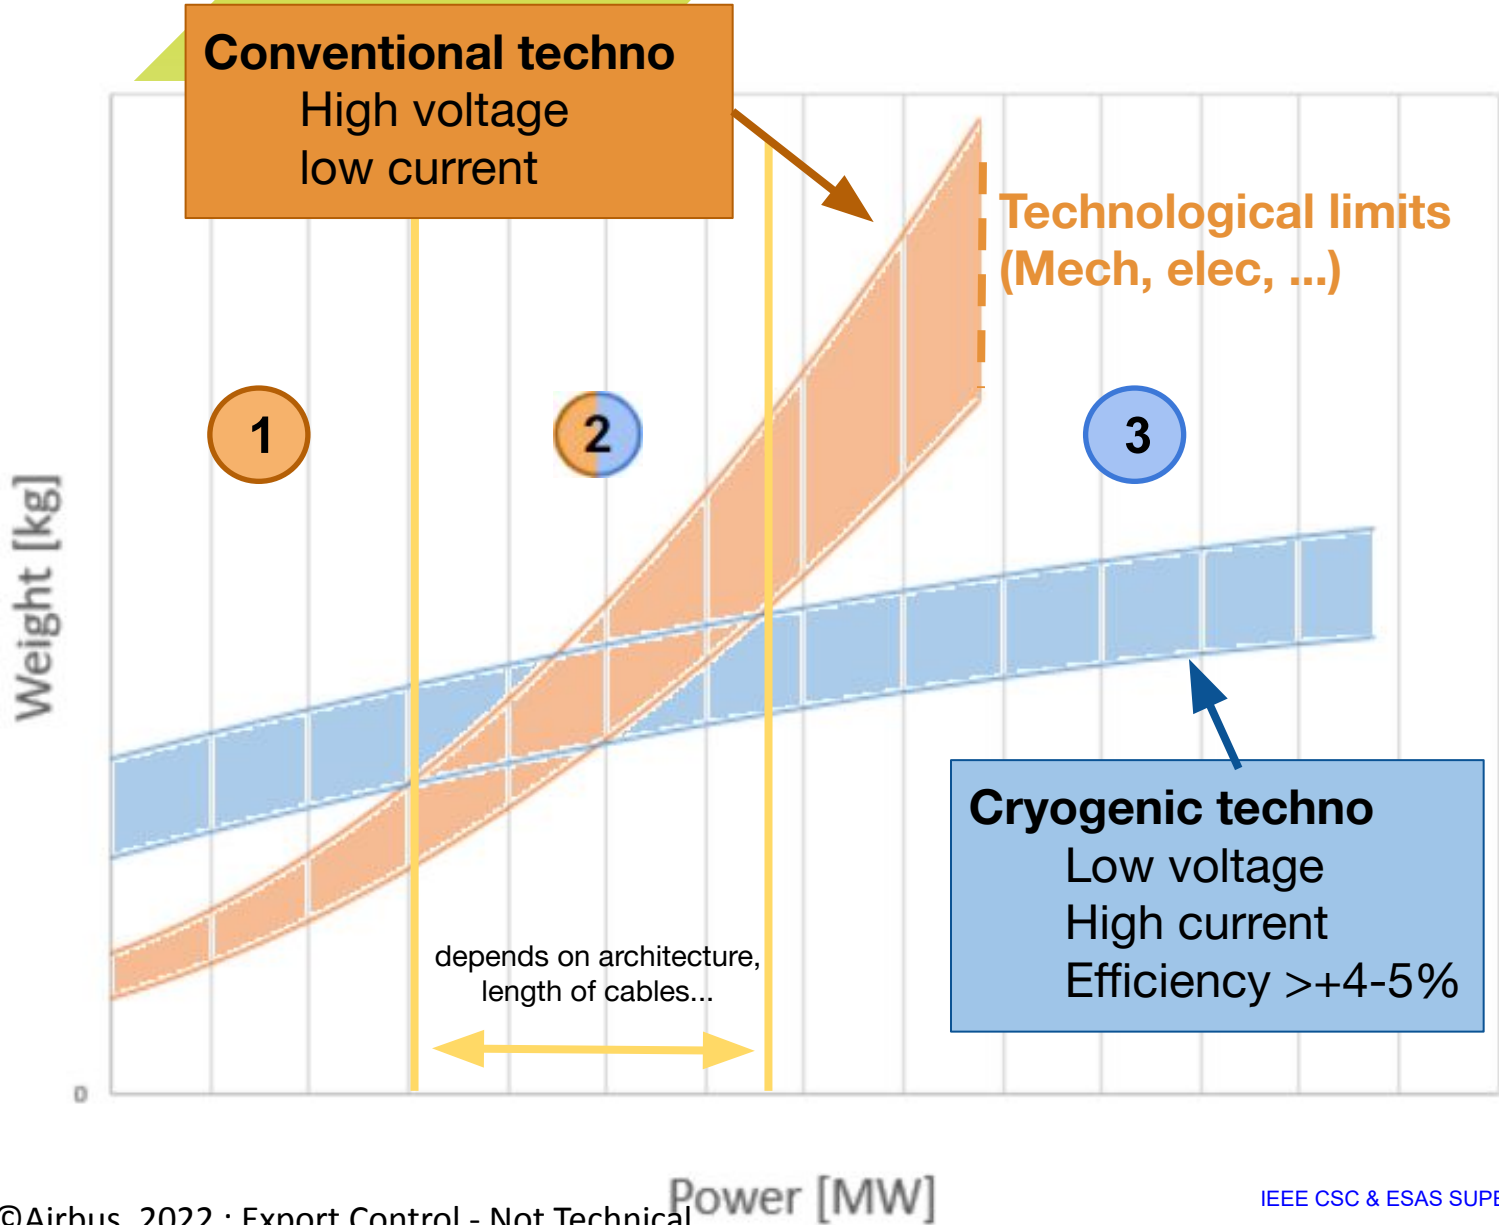 Conventional techno
High voltage
low current
Technological limits
(Mech, elec, ...)
1
2
3
Weight [kg]
Cryogenic techno
Low voltage
High current
Efficiency >+4-5%
depends on architecture,
length of cables...
0
Power [MW]
©Airbus 2022 : Export Control - Not Technical
IEEE CSC & ESAS